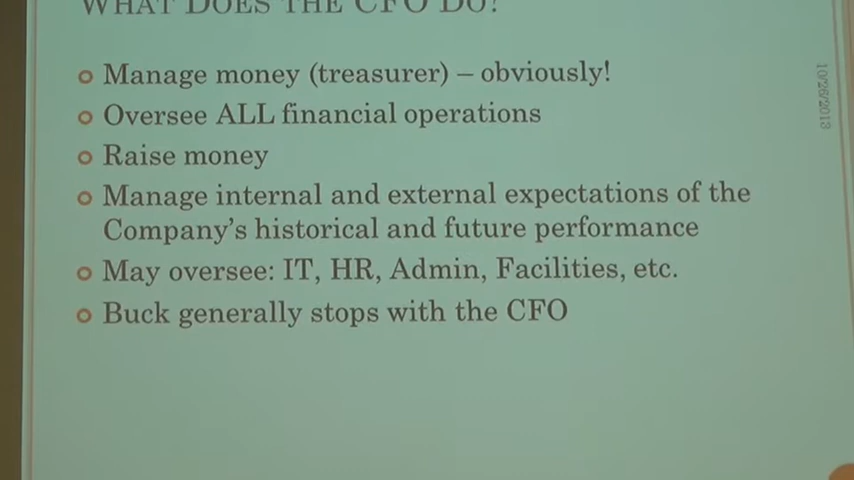 WHAT DOES THE CFO DO?
Manage money (treasurer) – obviously!
Oversee ALL financial operations
Raise money
Manage internal and external expectations of the
Company's historical and future performance
May oversee: IT, HR, Admin, Facilities, etc.
Buck generally stops with the CFO
10/26/2013